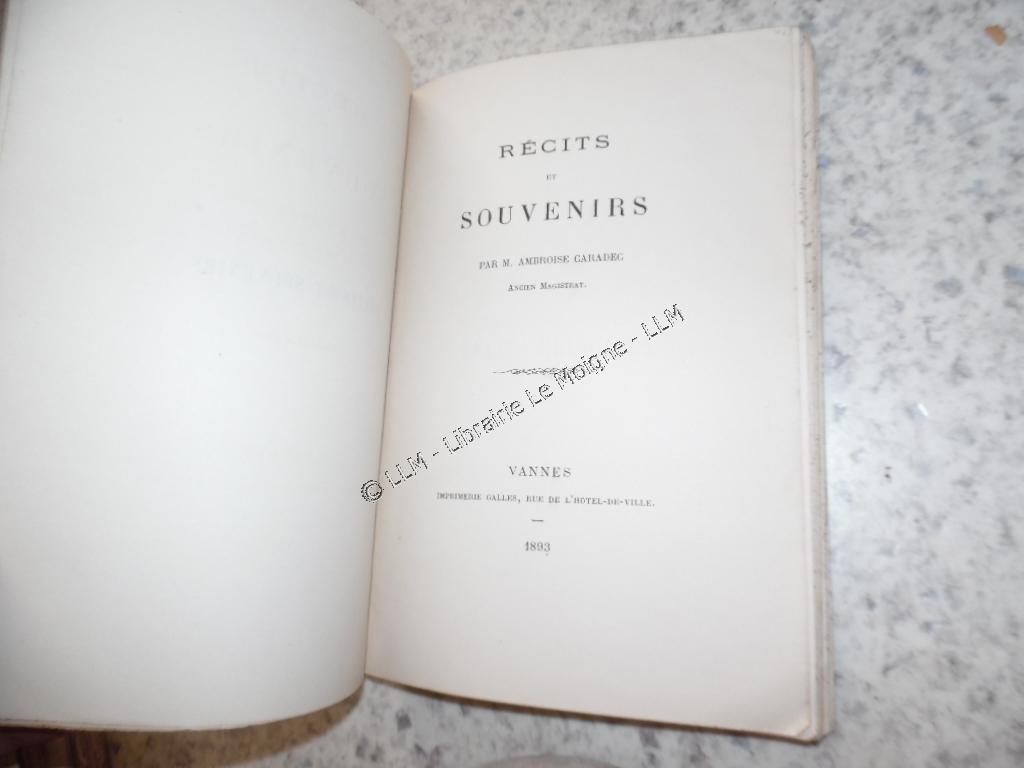 RÉCITS
ET
SOUVENIRS
PAR M. AMBROISE CARADEC
ANCIEN MAGISTRAT.
© LLM - Librairie Le Moigne - LLM
VANNES
IMPRIMERIE GALLES, RUE DE L'HÔTEL-DE-VILLE.
1893